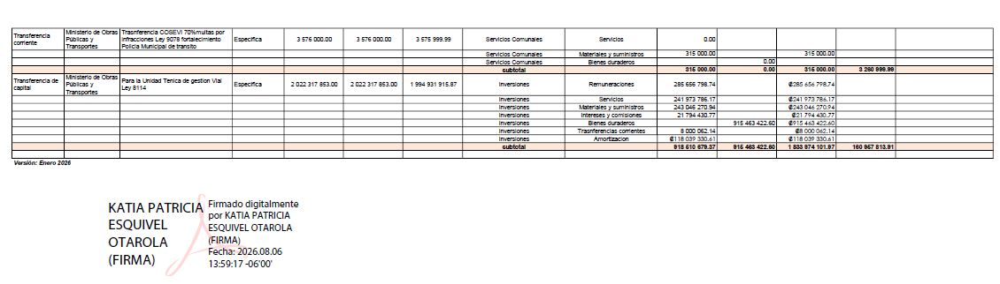 Transferencia corriente Ministerio de Obras Públicas y Transportes Trasnferencia COSEVI 70%multas por infracciones Ley 9078 fortalecimiento Policia Municipal de transito Especifica 3 576 000.00 3 576 000.00 3 575 999.99 Servicios Comunales Servicios 0.00
Servicios Comunales Materiales y suministros 315 000.00 315 000.00
Servicios Comunales Bienes duraderos 0.00
subtotal 315 000.00 0.00 315 000.00 3 260 999.99
Transferencia de capital Ministerio de Obras Públicas y Transportes Para la Unidad Tenica de gestion Vial Ley 8114 Especifica 2 022 317 853.00 2 022 317 853.00 1 994 931 915.87 Inversiones Remuneraciones 285 656 798.74 ₡285 656 798.74
Inversiones Servicios 241 973 786.17 ₡241 973 786.17
Inversiones Materiales y suministros 243 046 270.94 ₡243 046 270.94
Inversiones Intereses y comisiones 21 794 430.77 ₡21 794 430.77
Inversiones Bienes duraderos 915 463 422.60 ₡915 463 422.60
Inversiones Trasnferencias corrientes 8 000 062.14 ₡8 000 062.14
Inversiones Amortizacion ₡118 039 330.61 ₡118 039 330.61
subtotal 918 510 679.37 915 463 422.60 1 833 974 101.97 160 957 813.91
Versión: Enero 2026
KATIA PATRICIA
ESQUIVEL
OTAROLA
(FIRMA)
Firmado digitalmente
por KATIA PATRICIA
ESQUIVEL OTAROLA
(FIRMA)
Fecha: 2026.08.06
13:59:17 -06'00'